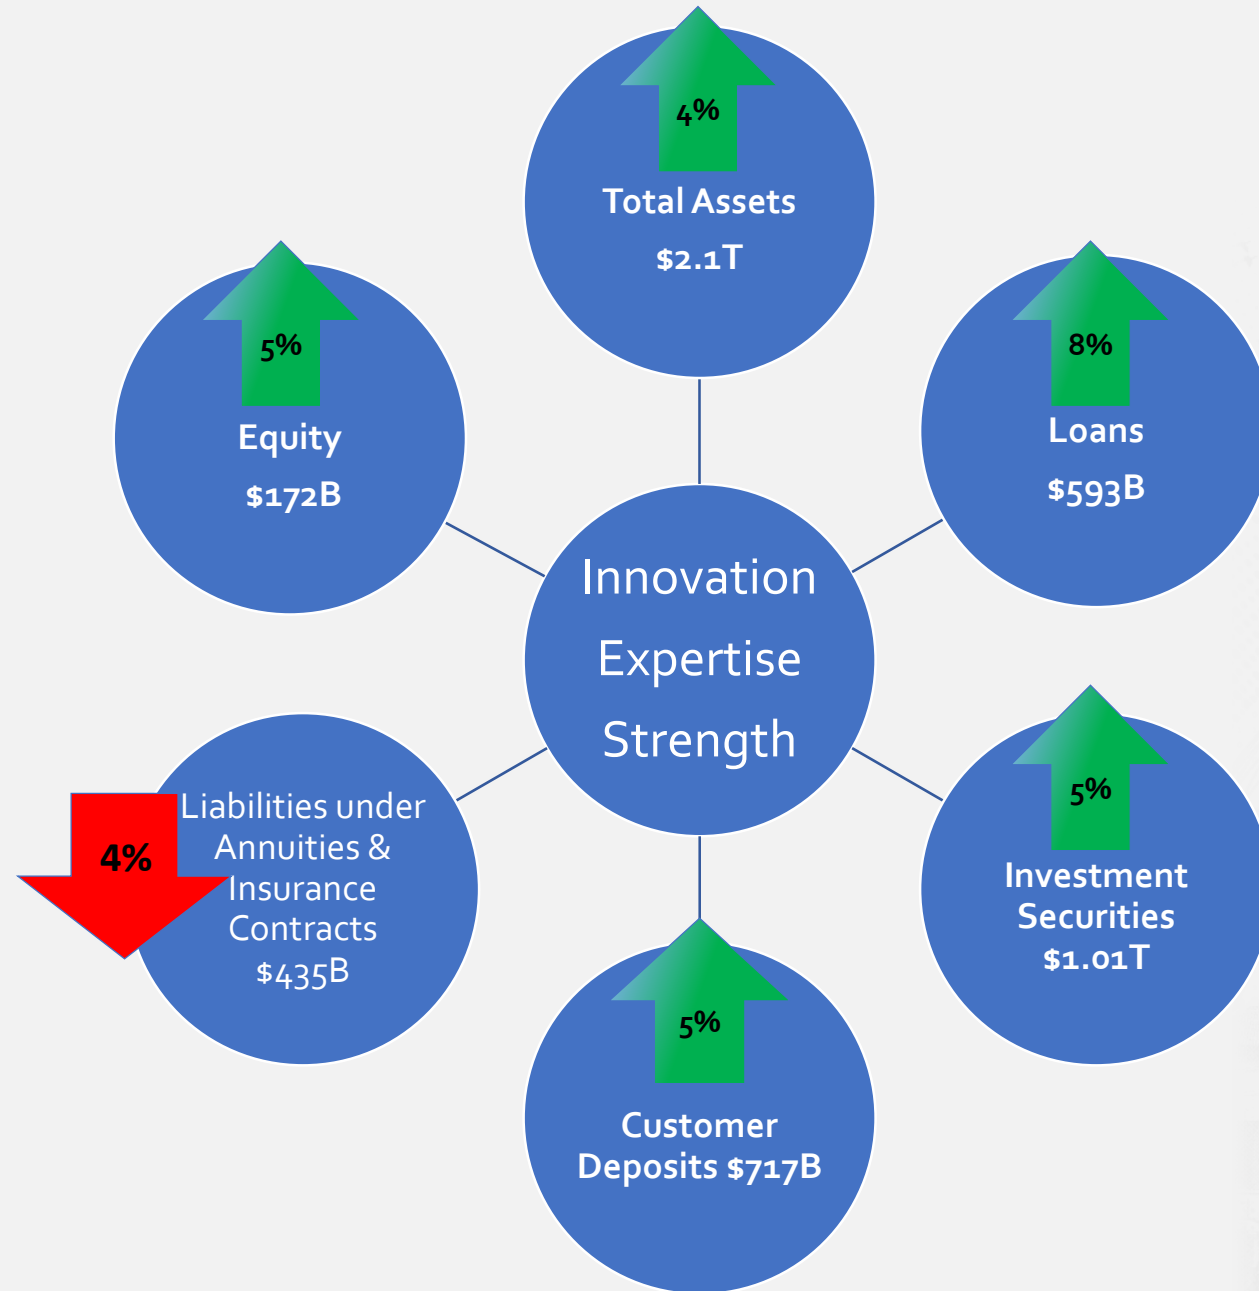 4%
Total Assets
$2.1T
5%
Equity
$172B
8%
Loans
$593B
Innovation
Expertise
Strength
4%
Liabilities under
Annuities &
Insurance
Contracts
$435B
5%
Investment
Securities
$1.01T
5%
Customer
Deposits $717B